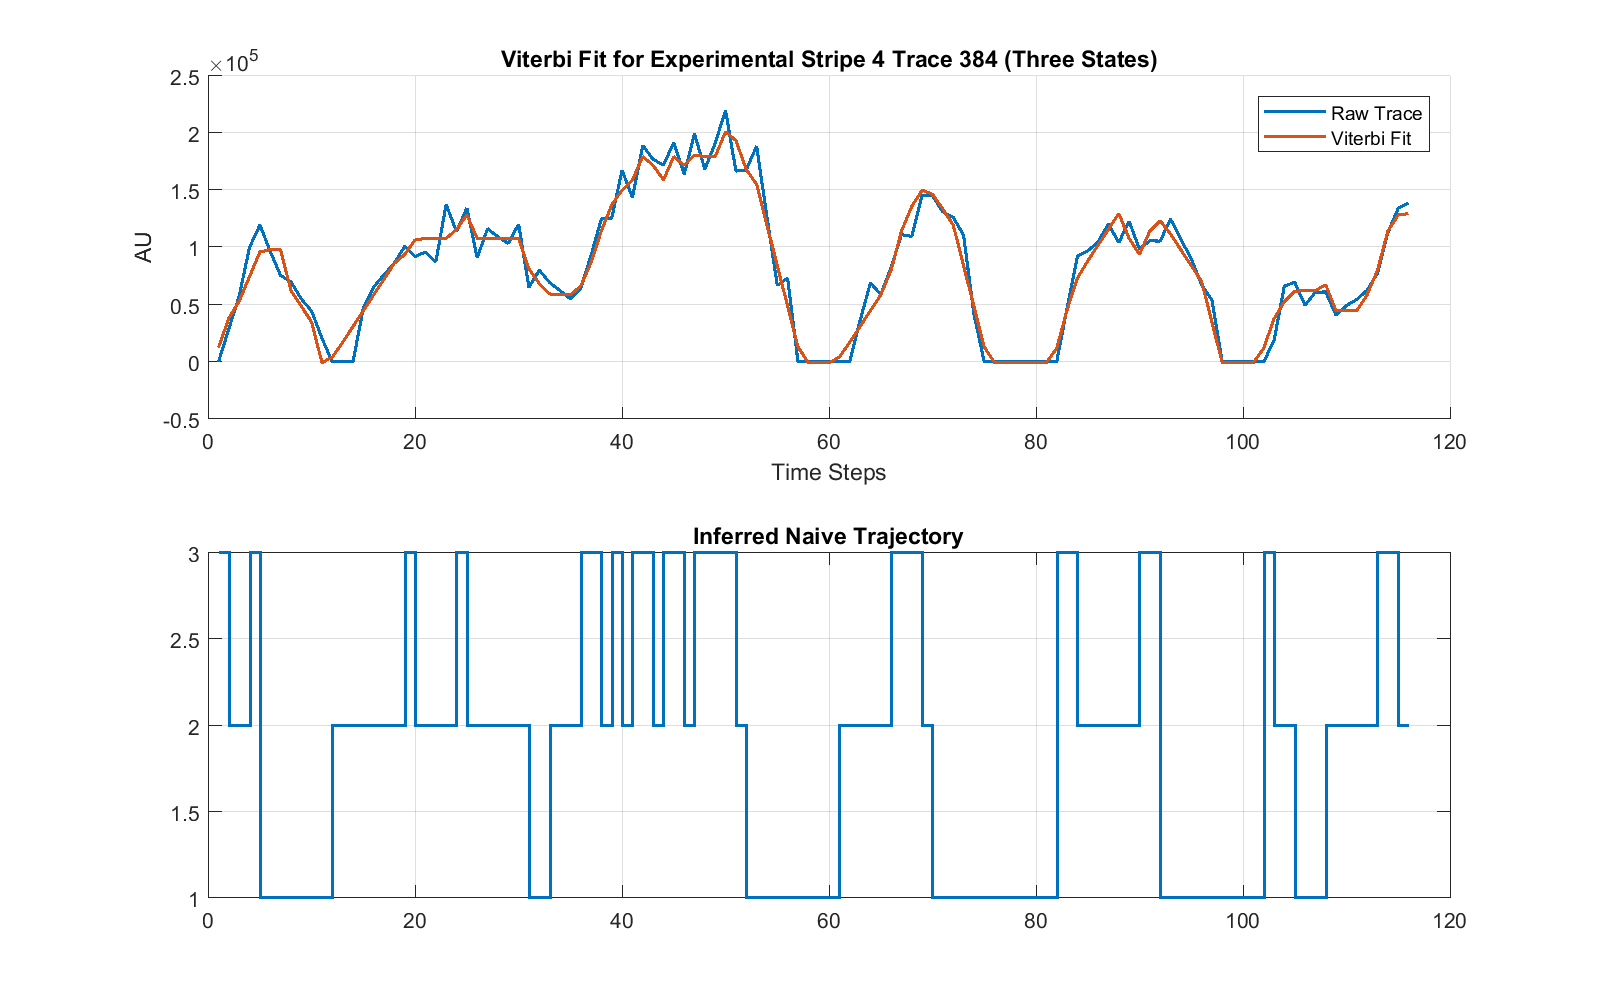 Viterbi Fit for Experimental Stripe 4 Trace 384 (Three States)
×10⁵
2.5
2
1.5
1
0.5
0
-0.5
AU
Raw Trace
Viterbi Fit
0 20 40 60 80 100 120
Time Steps
Inferred Naive Trajectory
3
2.5
2
1.5
1
0 20 40 60 80 100 120